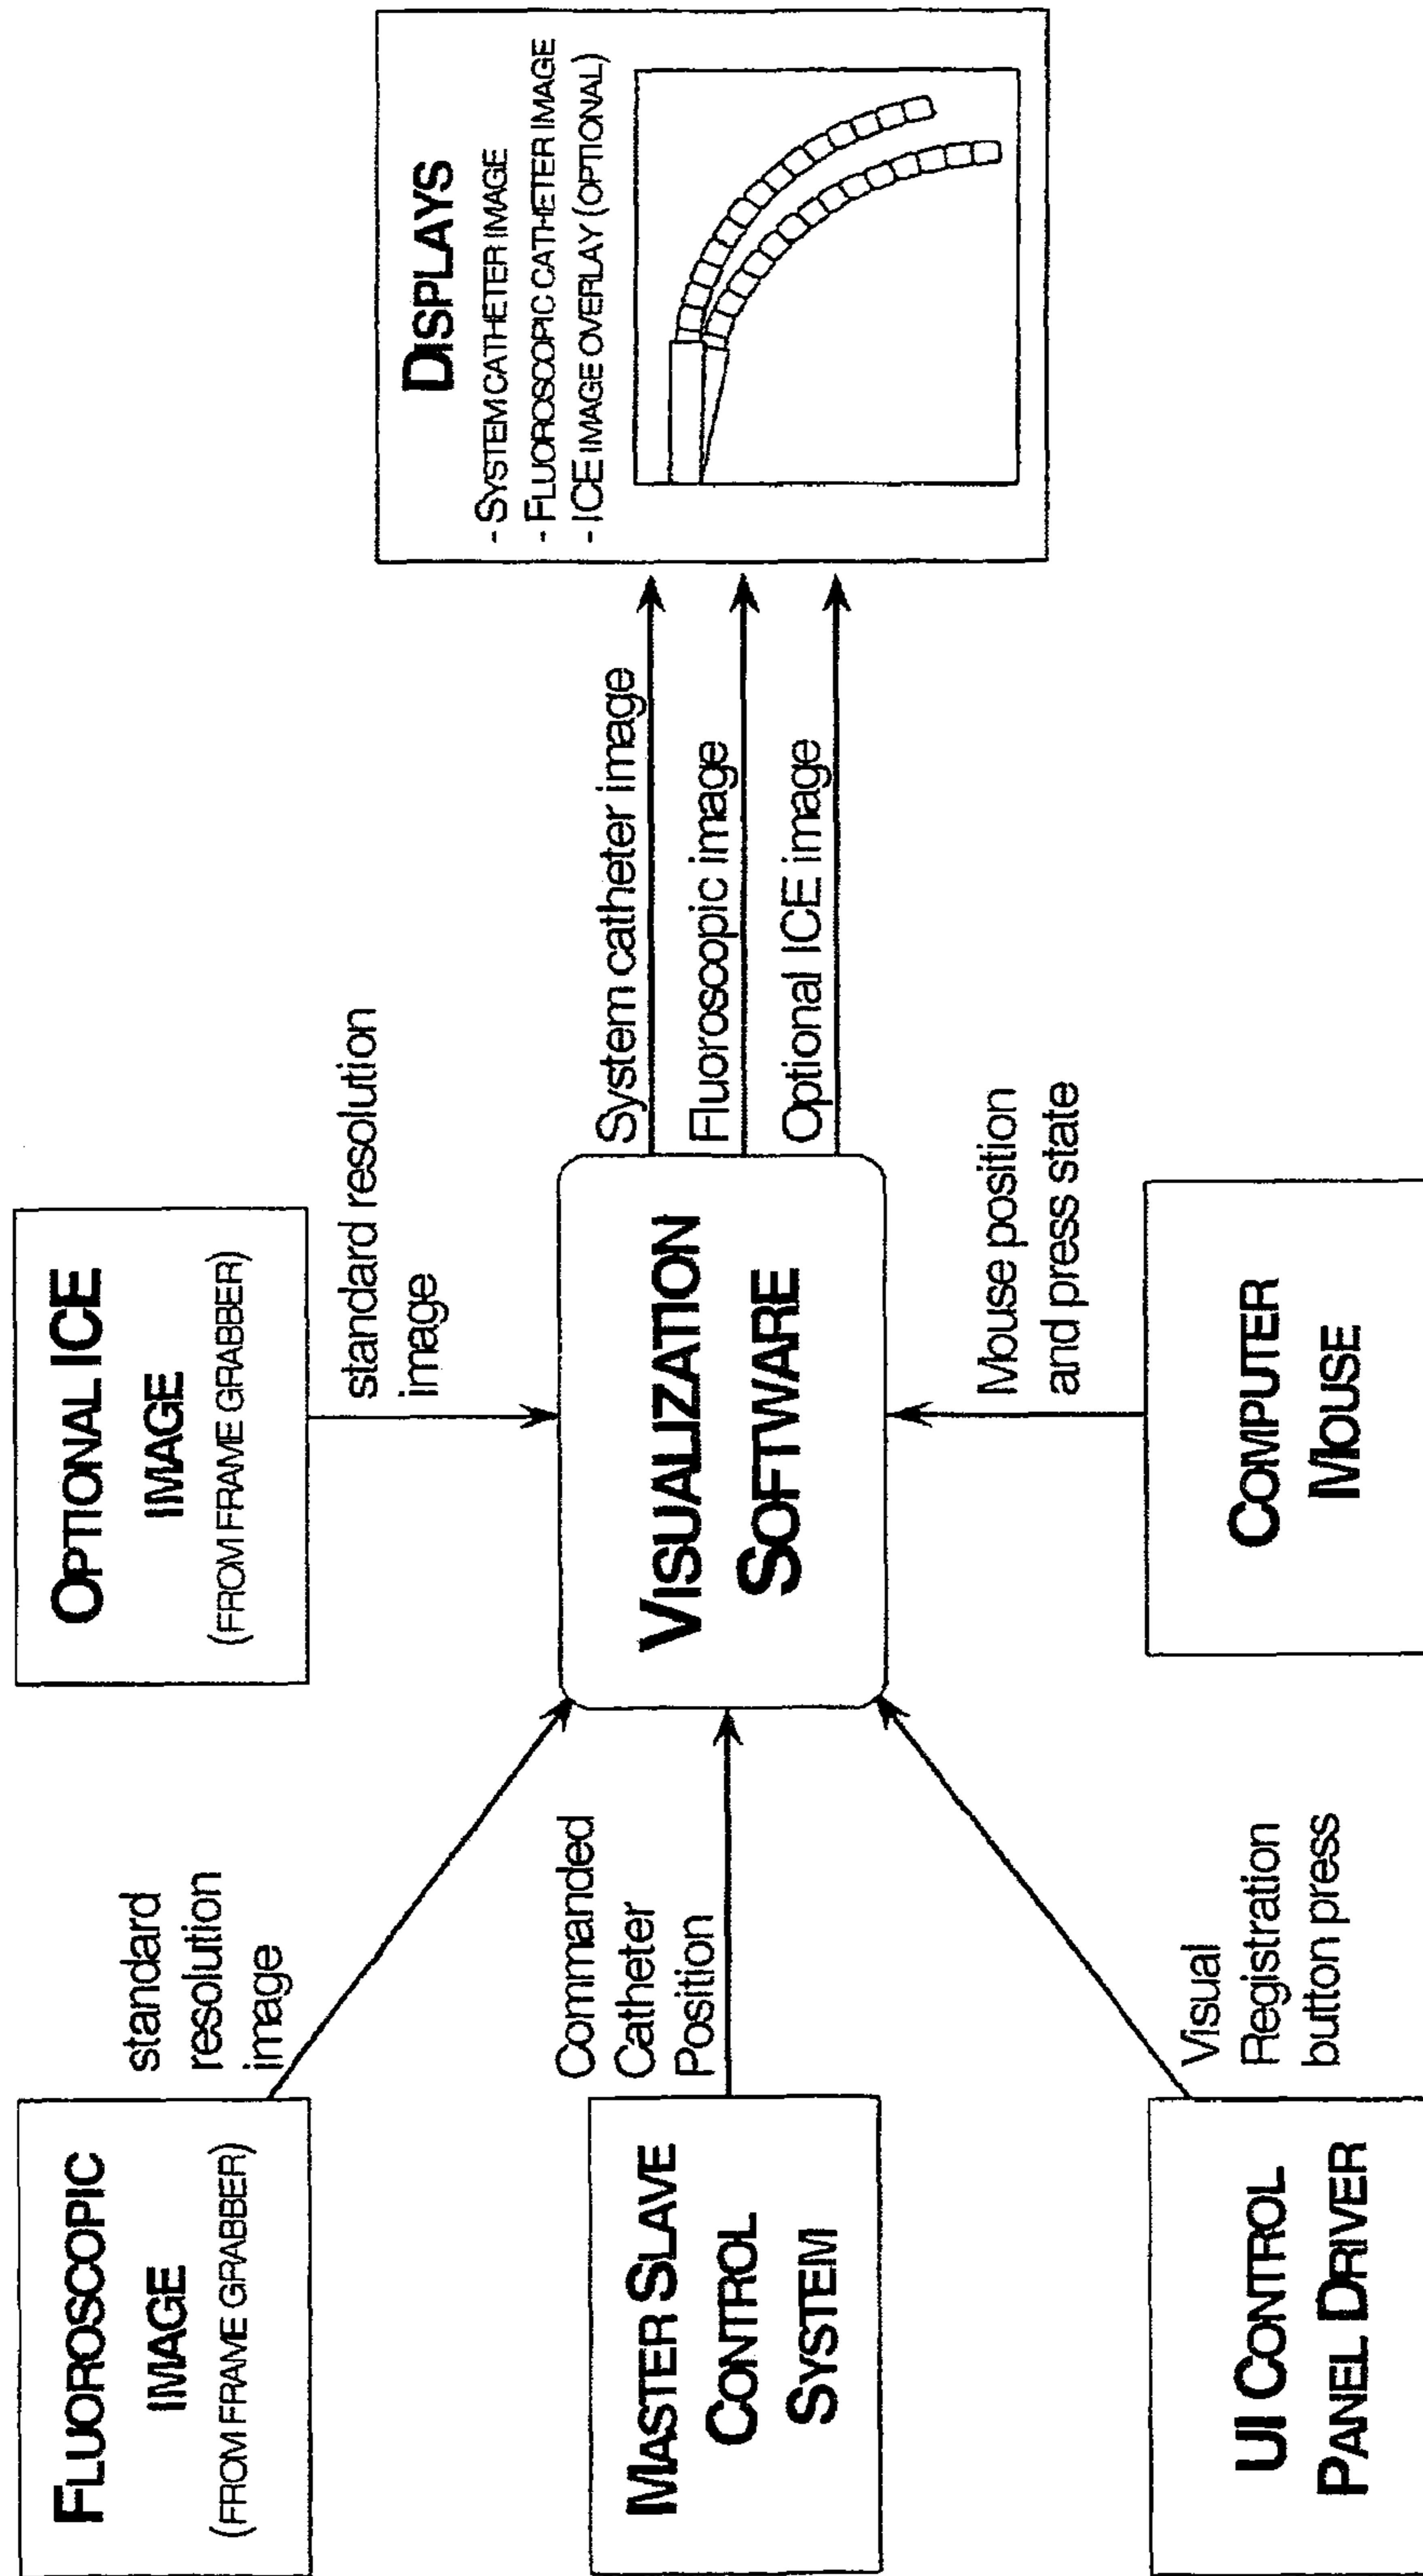 FLUOROSCOPIC
IMAGE
(FROM FRAME GRABBER)
standard
resolution
image
OPTIONAL ICE
IMAGE
(FROM FRAME GRABBER)
standard resolution
image
MASTER SLAVE
CONTROL
SYSTEM
Commanded
Catheter
Position
VISUALIZATION
SOFTWARE
System catheter image
Fluoroscopic image
Optional ICE image
DISPLAYS
- SYSTEM CATHETER IMAGE
- FLUOROSCOPIC CATHETER IMAGE
- ICE IMAGE OVERLAY (OPTIONAL)
UI CONTROL
PANEL DRIVER
Visual
Registration
button press
COMPUTER
MOUSE
Mouse position
and press state